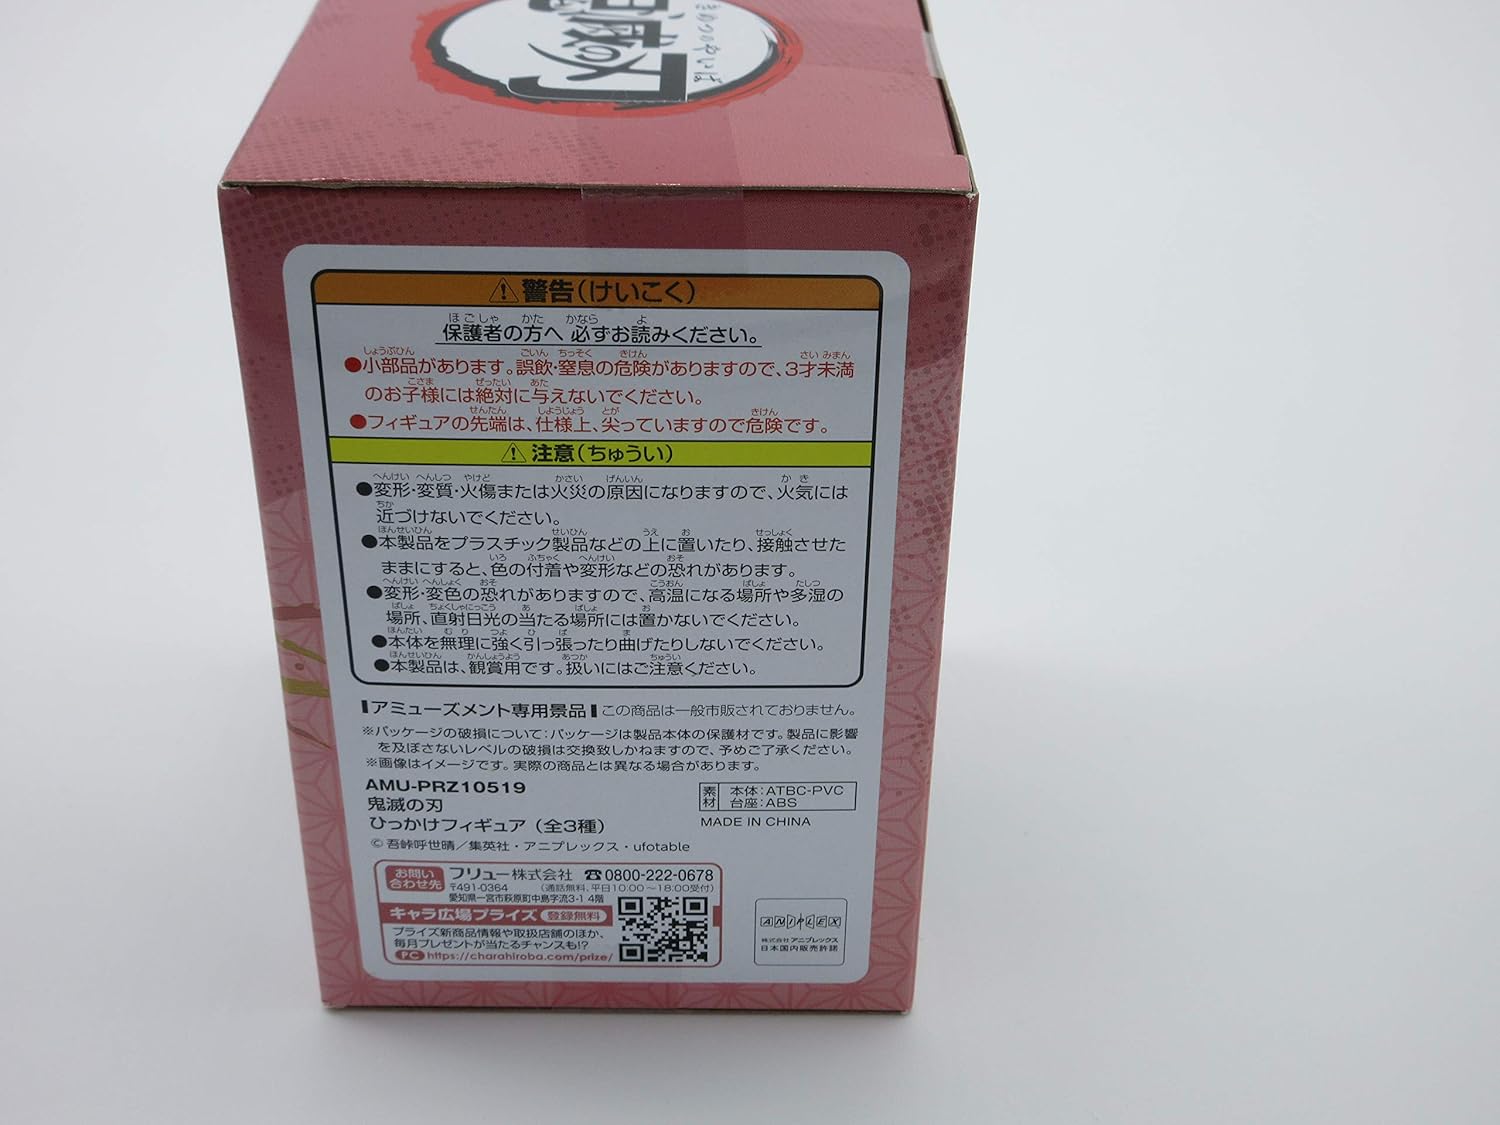 きめつのやいば
滅の刃
警告(けいこく)
保護者の方へ 必ずお読みください。
●小部品があります。誤飲・窒息の危険がありますので、3才未満
のお子様には絶対に与えないでください。
●フィギュアの先端は、仕様上、尖っていますので危険です。
注意(ちゅうい)
●変形・変質・火傷または火災の原因になりますので、火気には
近づけないでください。
●本製品をプラスチック製品などの上に置いたり、接触させた
ままにすると、色の付着や変形などの恐れがあります。
●変形・変色の恐れがありますので、高温になる場所や多湿の
場所、直射日光の当たる場所には置かないでください。
●本体を無理に強く引っ張ったり曲げたりしないでください。
●本製品は、観賞用です。扱いにはご注意ください。
アミューズメント専用景品 この商品は一般市販されておりません。
※パッケージの破損について:パッケージは製品本体の保護材です。製品に影響
を及ぼさないレベルの破損は交換致しかねますので、予めご了承ください。
※画像はイメージです。実際の商品とは異なる場合があります。
AMU-PRZ10519
鬼滅の刃
ひっかけフィギュア(全3種)
素材 本体:ATBC-PVC
台座:ABS
MADE IN CHINA
©吾峠呼世晴/集英社・アニプレックス・ufotable
お問い合わせ先
フリュー株式会社 ☎0800-222-0678
〒491-0364 (通話無料、平日10:00~18:00受付)
愛知県一宮市萩原町中島字流3-1 4階
キャラ広場プライズ 登録無料
プライズ新商品情報や取扱店舗のほか、
毎月プレゼントが当たるチャンスも!?
PC https://charahiroba.com/prize/
ANIPLEX
株式会社アニプレックス
日本国内販売許諾